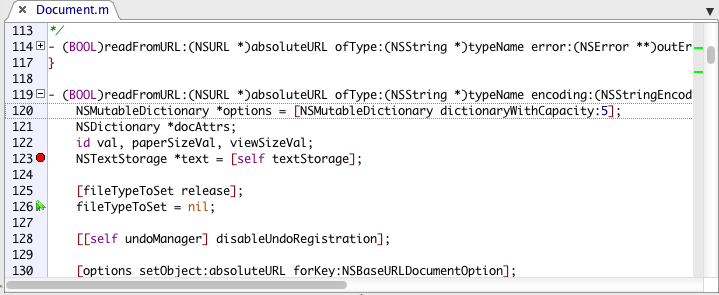 Document.m
113 */
114 - (BOOL)readFromURL:(NSURL *)absoluteURL ofType:(NSString *)typeName error:(NSError **)outEr
117 }
118
119 - (BOOL)readFromURL:(NSURL *)absoluteURL ofType:(NSString *)typeName encoding:(NSStringEncod
120 NSMutableDictionary *options = [NSMutableDictionary dictionaryWithCapacity:5];
121 NSDictionary *docAttrs;
122 id val, paperSizeVal, viewSizeVal;
123 NSTextStorage *text = [self textStorage];
124
125 [fileTypeToSet release];
126 fileTypeToSet = nil;
127
128 [[self undoManager] disableUndoRegistration];
129
130 [options setObject:absoluteURL forKey:NSBaseURLDocumentOption];